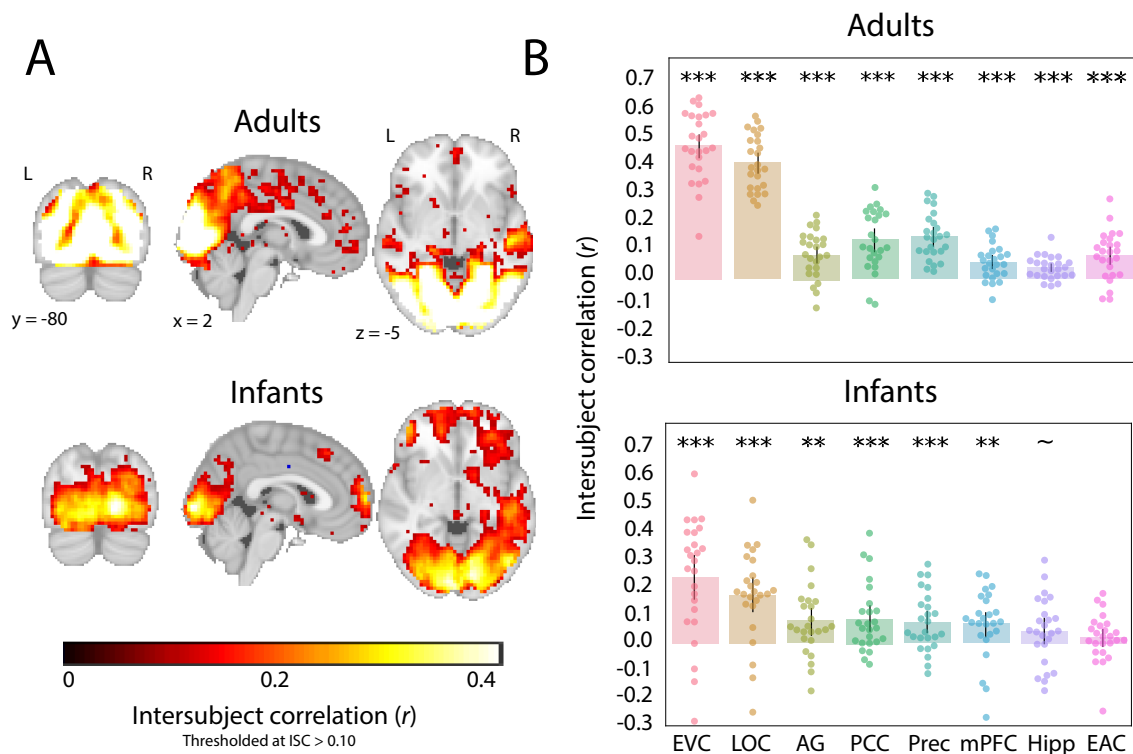 A
Adults
L R
L R
y = -80
x = 2
z = -5
Infants
0 0.2 0.4
Intersubject correlation (r)
Thresholded at ISC > 0.10
B
Adults
Intersubject correlation (r)
0.7
0.6
0.5
0.4
0.3
0.2
0.1
0.0
-0.1
-0.2
-0.3
*** *** *** *** *** *** *** ***
Infants
0.7
0.6
0.5
0.4
0.3
0.2
0.1
0.0
-0.1
-0.2
-0.3
*** *** ** *** *** ** ~
EVC LOC AG PCC Prec mPFC Hipp EAC